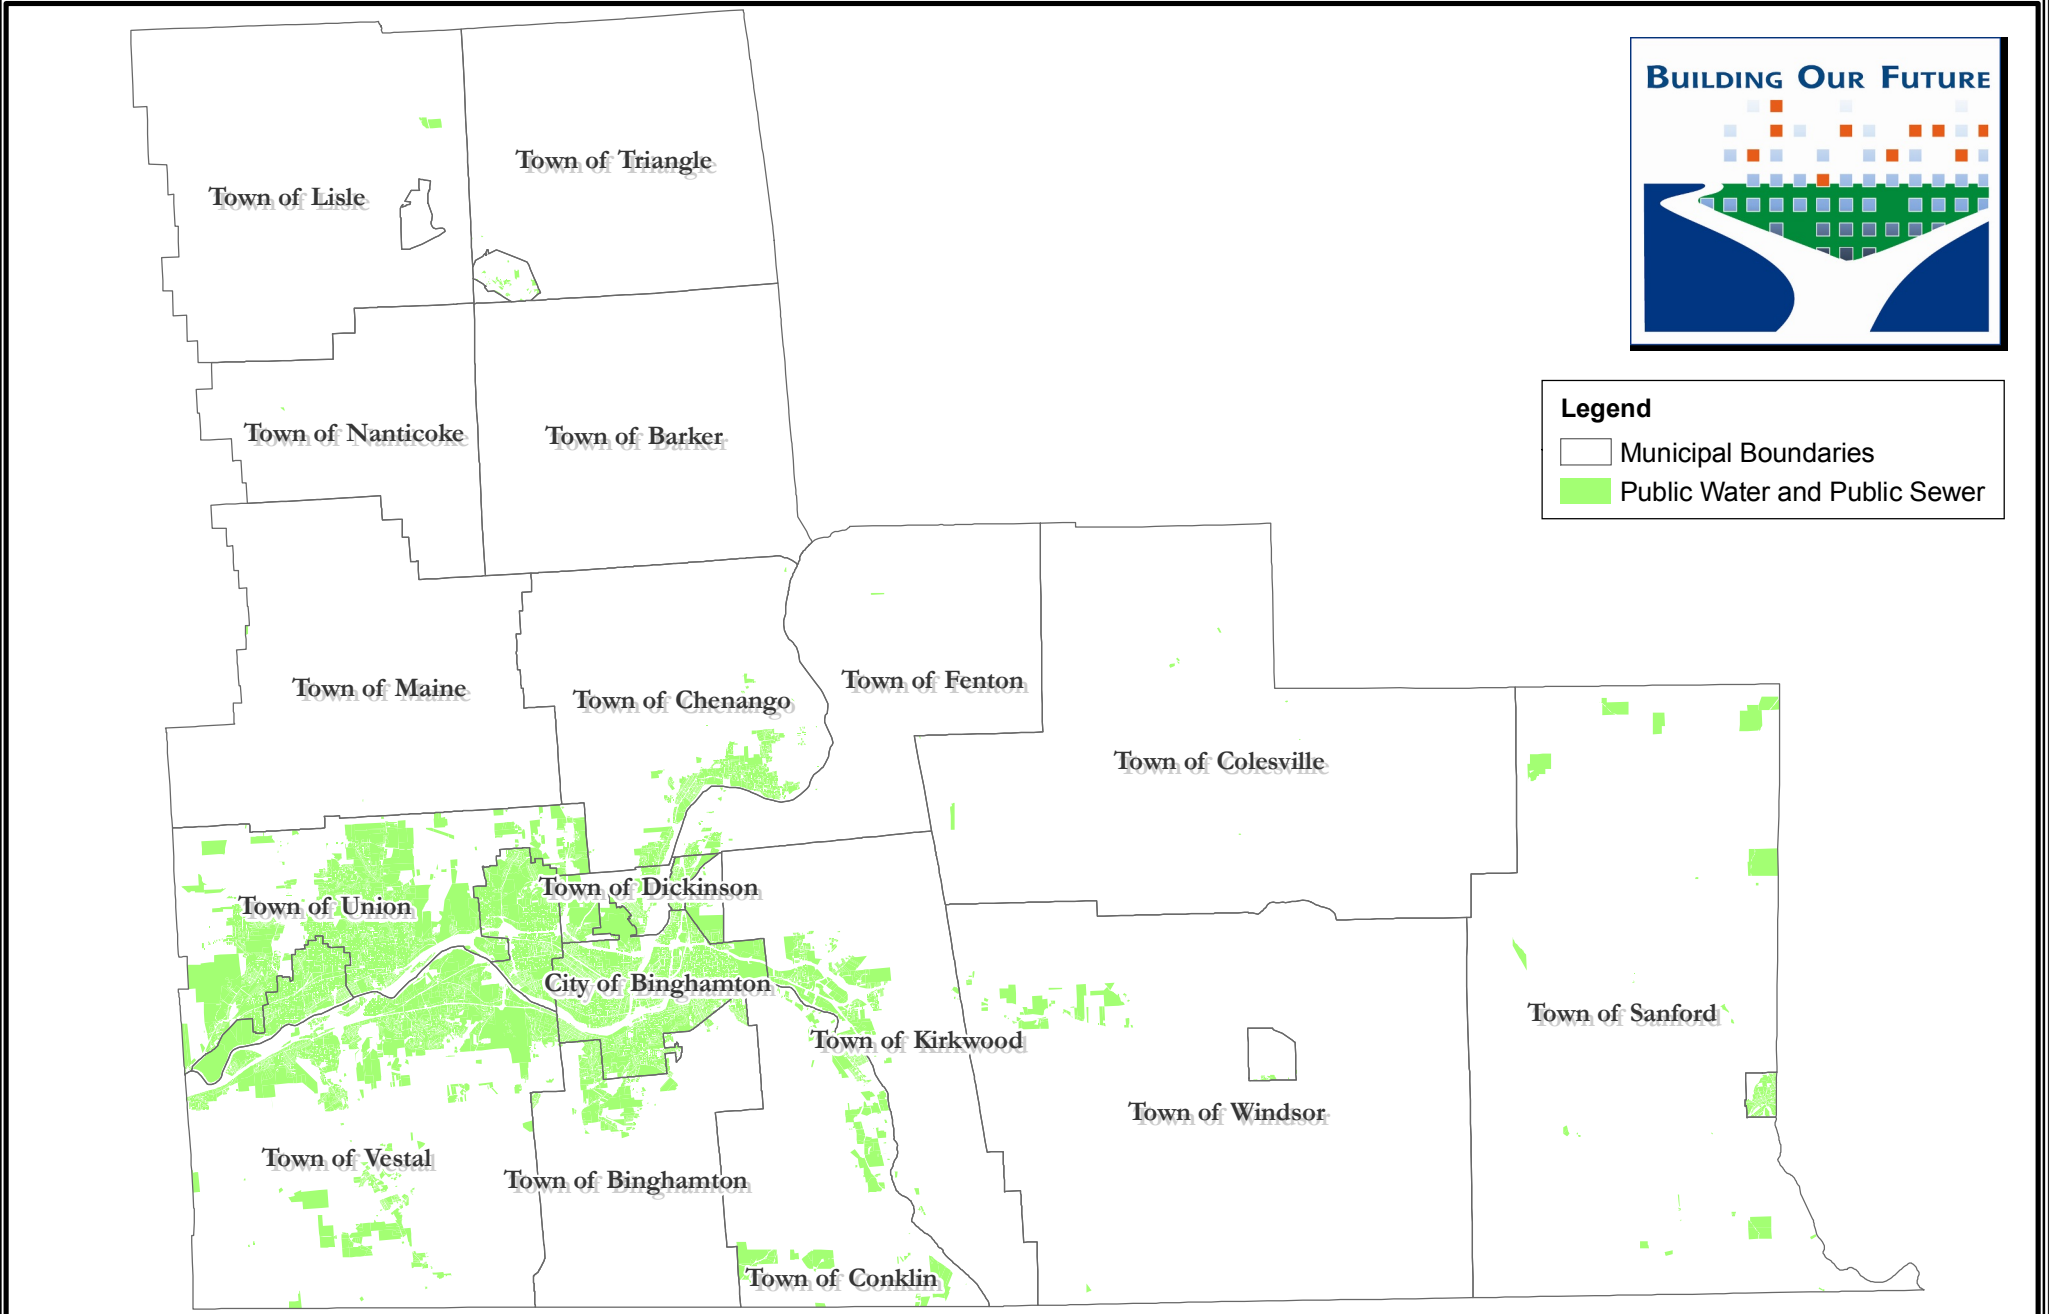 BUILDING OUR FUTURE
Town of Triangle
Town of Lisle
Legend
Municipal Boundaries
Public Water and Public Sewer
Town of Nanticoke
Town of Barker
Town of Maine
Town of Chenango
Town of Fenton
Town of Colesville
Town of Dickinson
Town of Union
City of Binghamton
Town of Kirkwood
Town of Sanford
Town of Windsor
Town of Vestal
Town of Binghamton
Town of Conklin